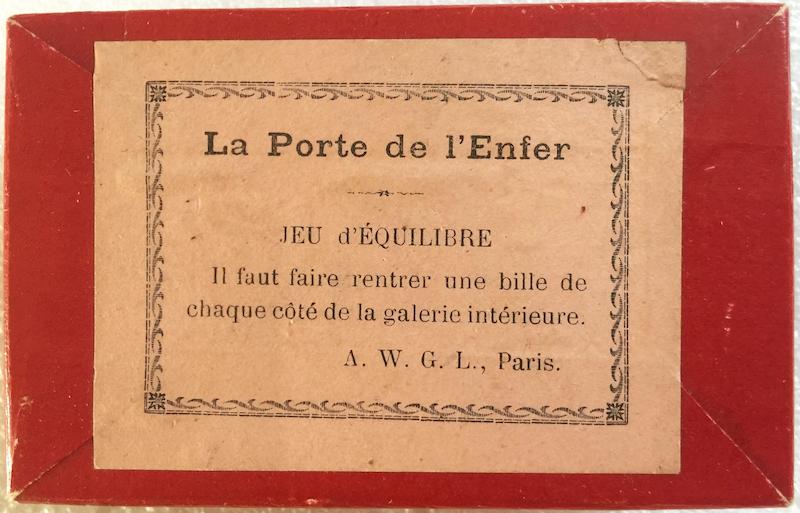 La Porte de l'Enfer
JEU d'ÉQUILIBRE
Il faut faire rentrer une bille de
chaque côté de la galerie intérieure.
A. W. G. L., Paris.